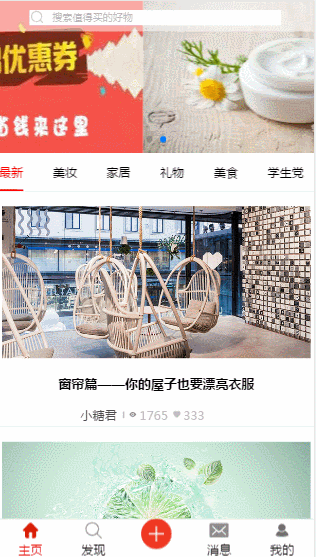 搜索值得买的好物
优惠券
省钱来这里
最新 美妆 家居 礼物 美食 学生党
窗帘篇——你的屋子也要漂亮衣服
小糖君 1765 333
主页 发现 消息 我的